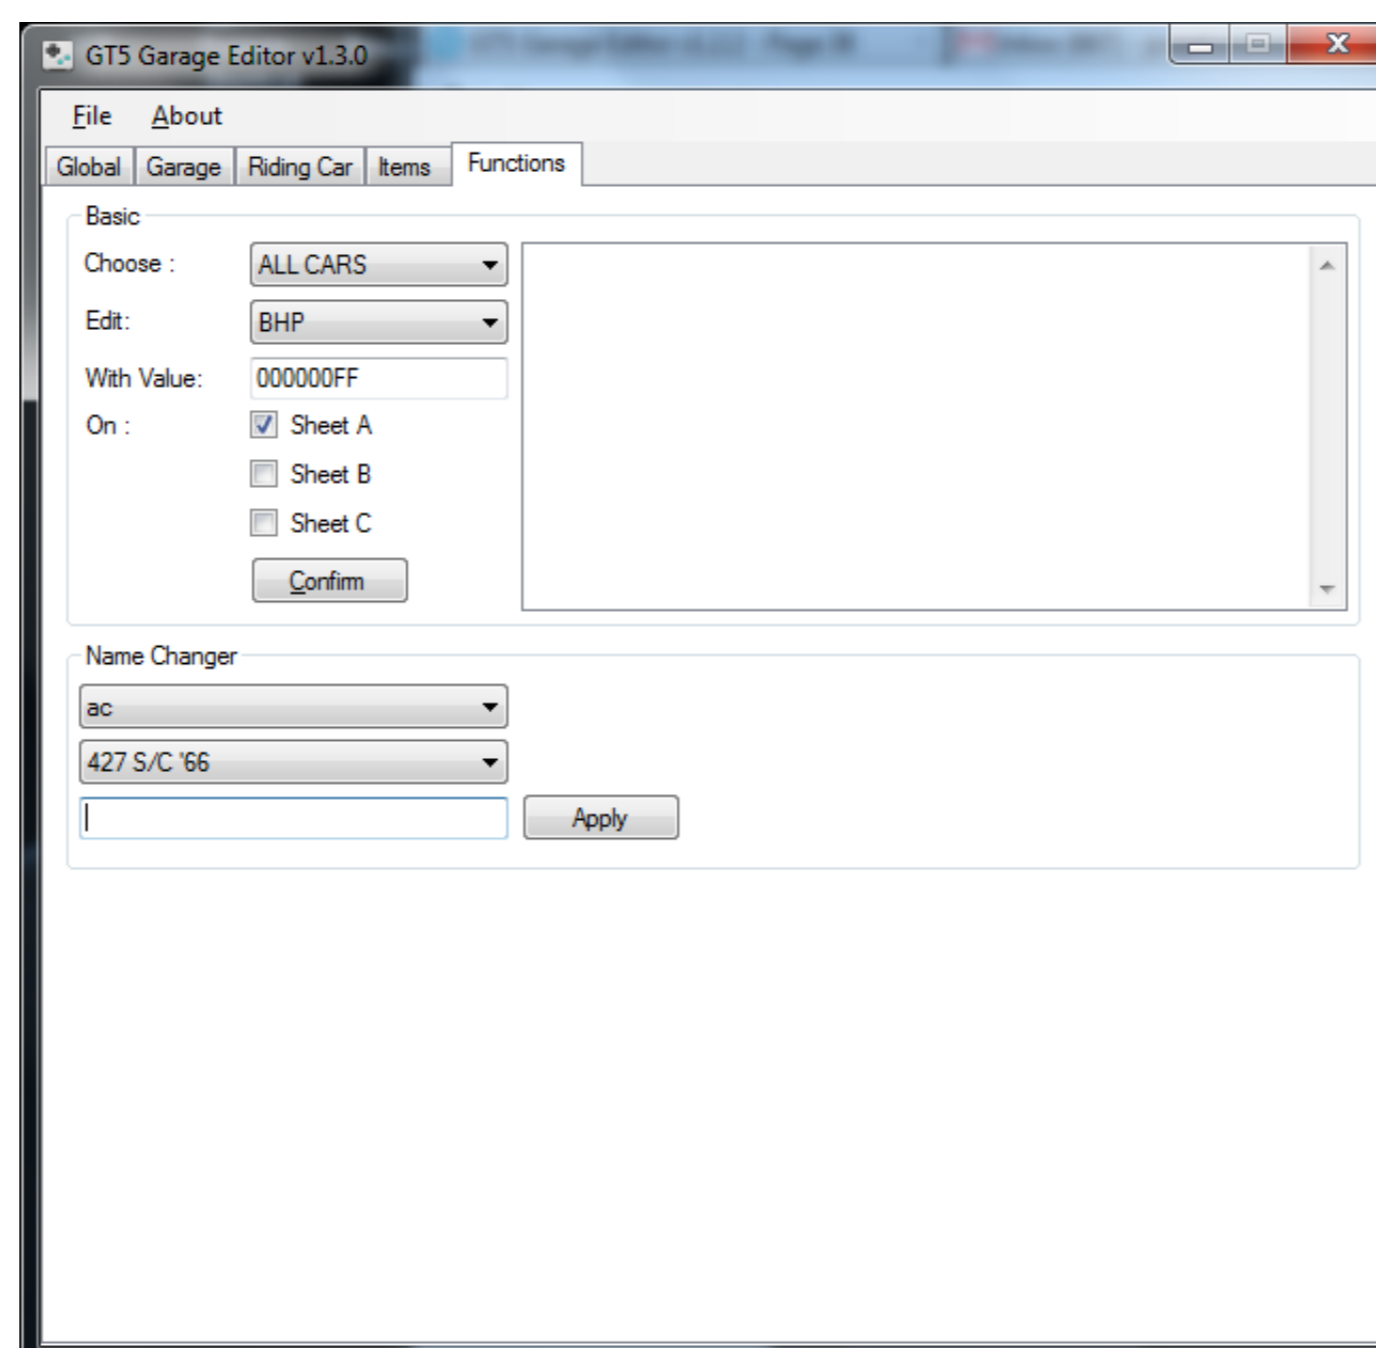 GT5 Garage Editor v1.3.0
File About
Global Garage Riding Car Items Functions
Basic
Choose : ALL CARS
Edit: BHP
With Value: 000000FF
On : Sheet A
Sheet B
Sheet C
Confirm
Name Changer
ac
427 S/C '66
Apply